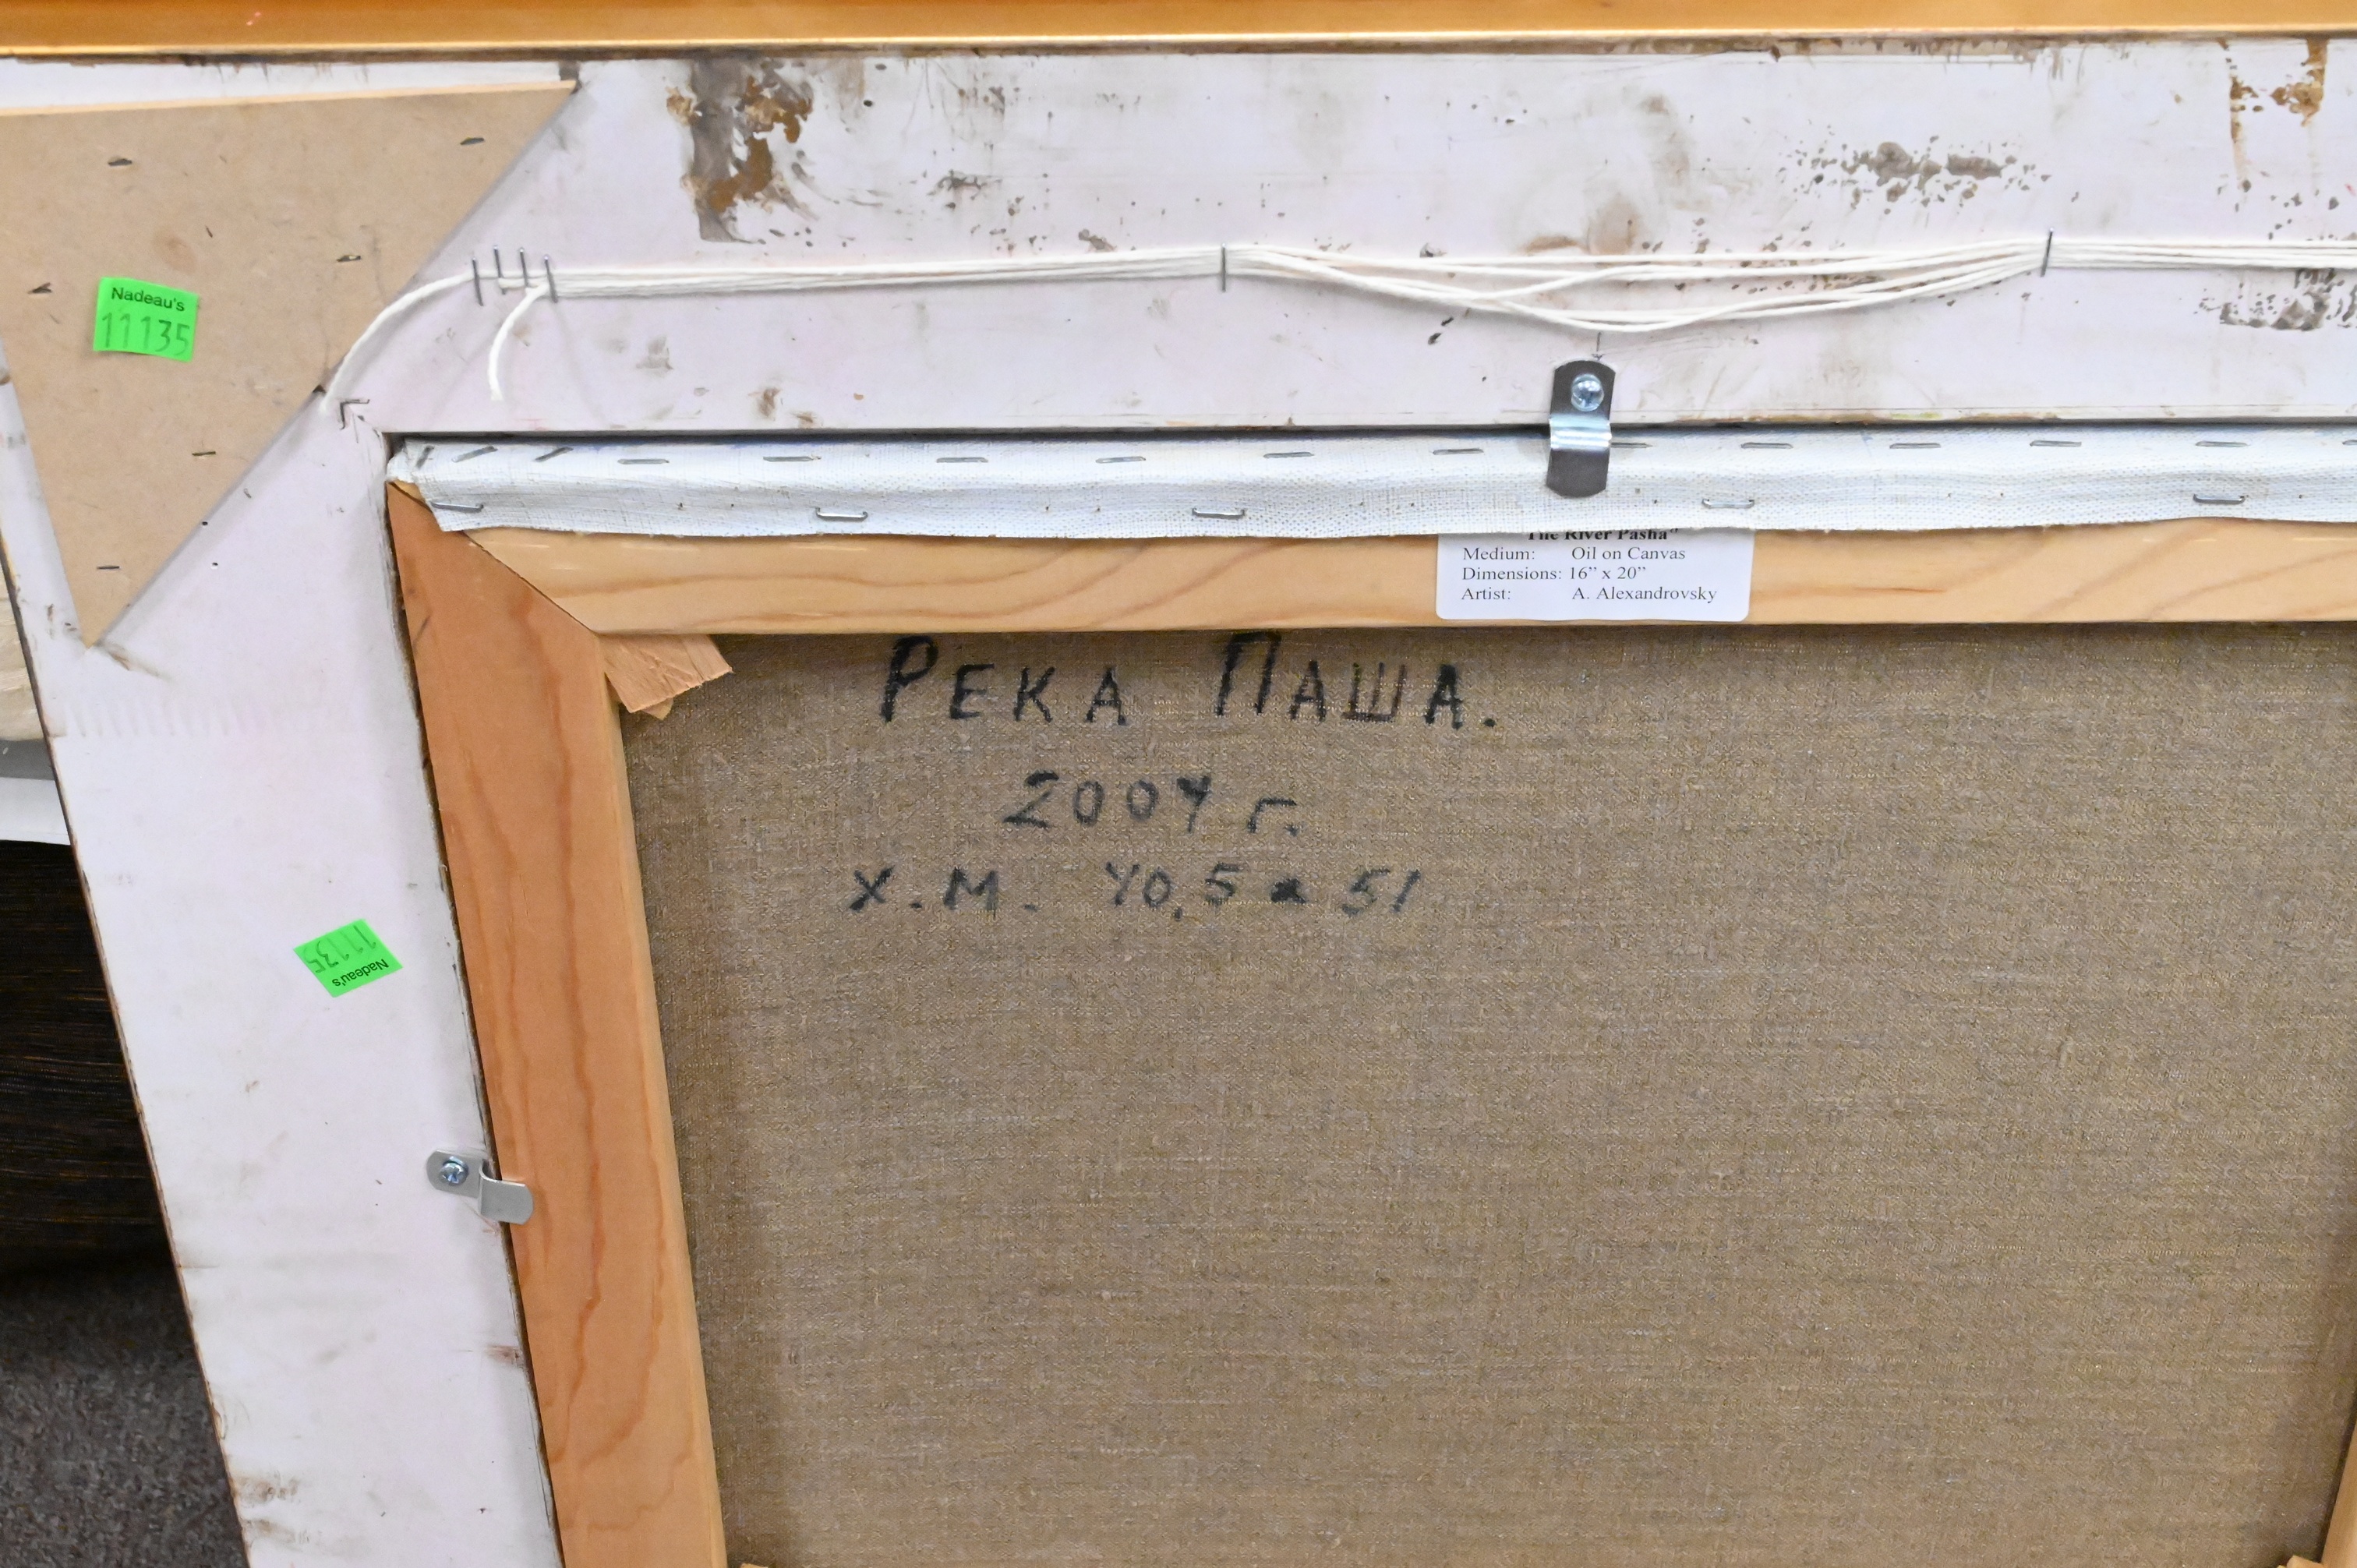 Nadeau's
11135
The River Pasha"
Medium: Oil on Canvas
Dimensions: 16” x 20”
Artist: A. Alexandrovsky
Река Паша.
2004 г.
х.м. 40,5 x 51
Nadeau's
11135